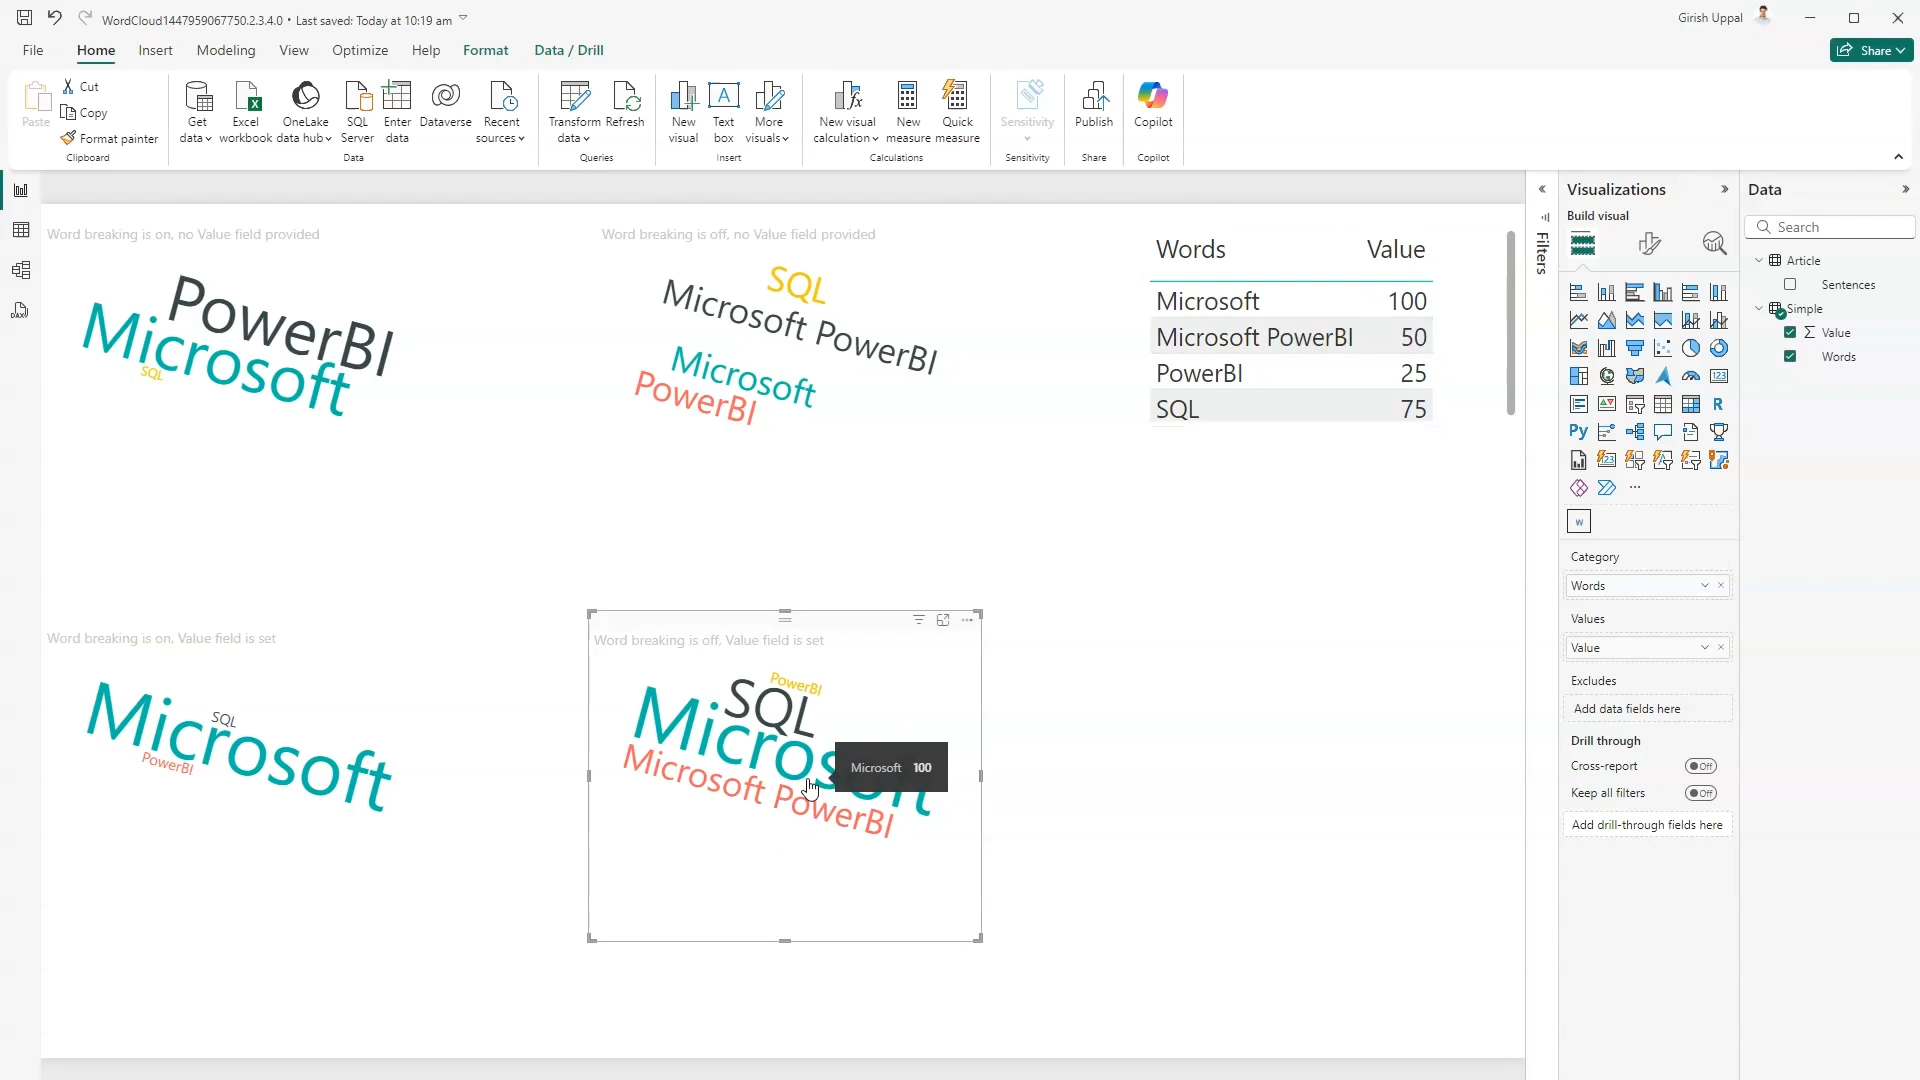 WordCloud1447959067750.2.3.4.0 • Last saved: Today at 10:19 am
Girish Uppal
File Home Insert Modeling View Optimize Help Format Data / Drill
Share
Paste
Cut
Copy
Format painter
Clipboard
Get data
Excel workbook
OneLake data hub
SQL Server
Enter data
Dataverse
Recent sources
Data
Transform data
Refresh
Queries
New visual
Text box
More visuals
Insert
New visual calculation
New measure
Quick measure
Calculations
Sensitivity
Sensitivity
Publish
Share
Copilot
Copilot
Word breaking is on, no Value field provided
PowerBI
Microsoft
SQL
Word breaking is off, no Value field provided
SQL
Microsoft PowerBI
Microsoft
PowerBI
Words Value
Microsoft 100
Microsoft PowerBI 50
PowerBI 25
SQL 75
Word breaking is on, Value field is set
Microsoft
SQL
PowerBI
Word breaking is off, Value field is set
PowerBI
SQL
Microsoft
Microsoft PowerBI
Microsoft 100
Filters
Visualizations
Build visual
123
R
Py
123
W
Category
Words
Values
Value
Excludes
Add data fields here
Drill through
Cross-report Off
Keep all filters Off
Add drill-through fields here
Data
Search
Article
Sentences
Simple
Σ Value
Words